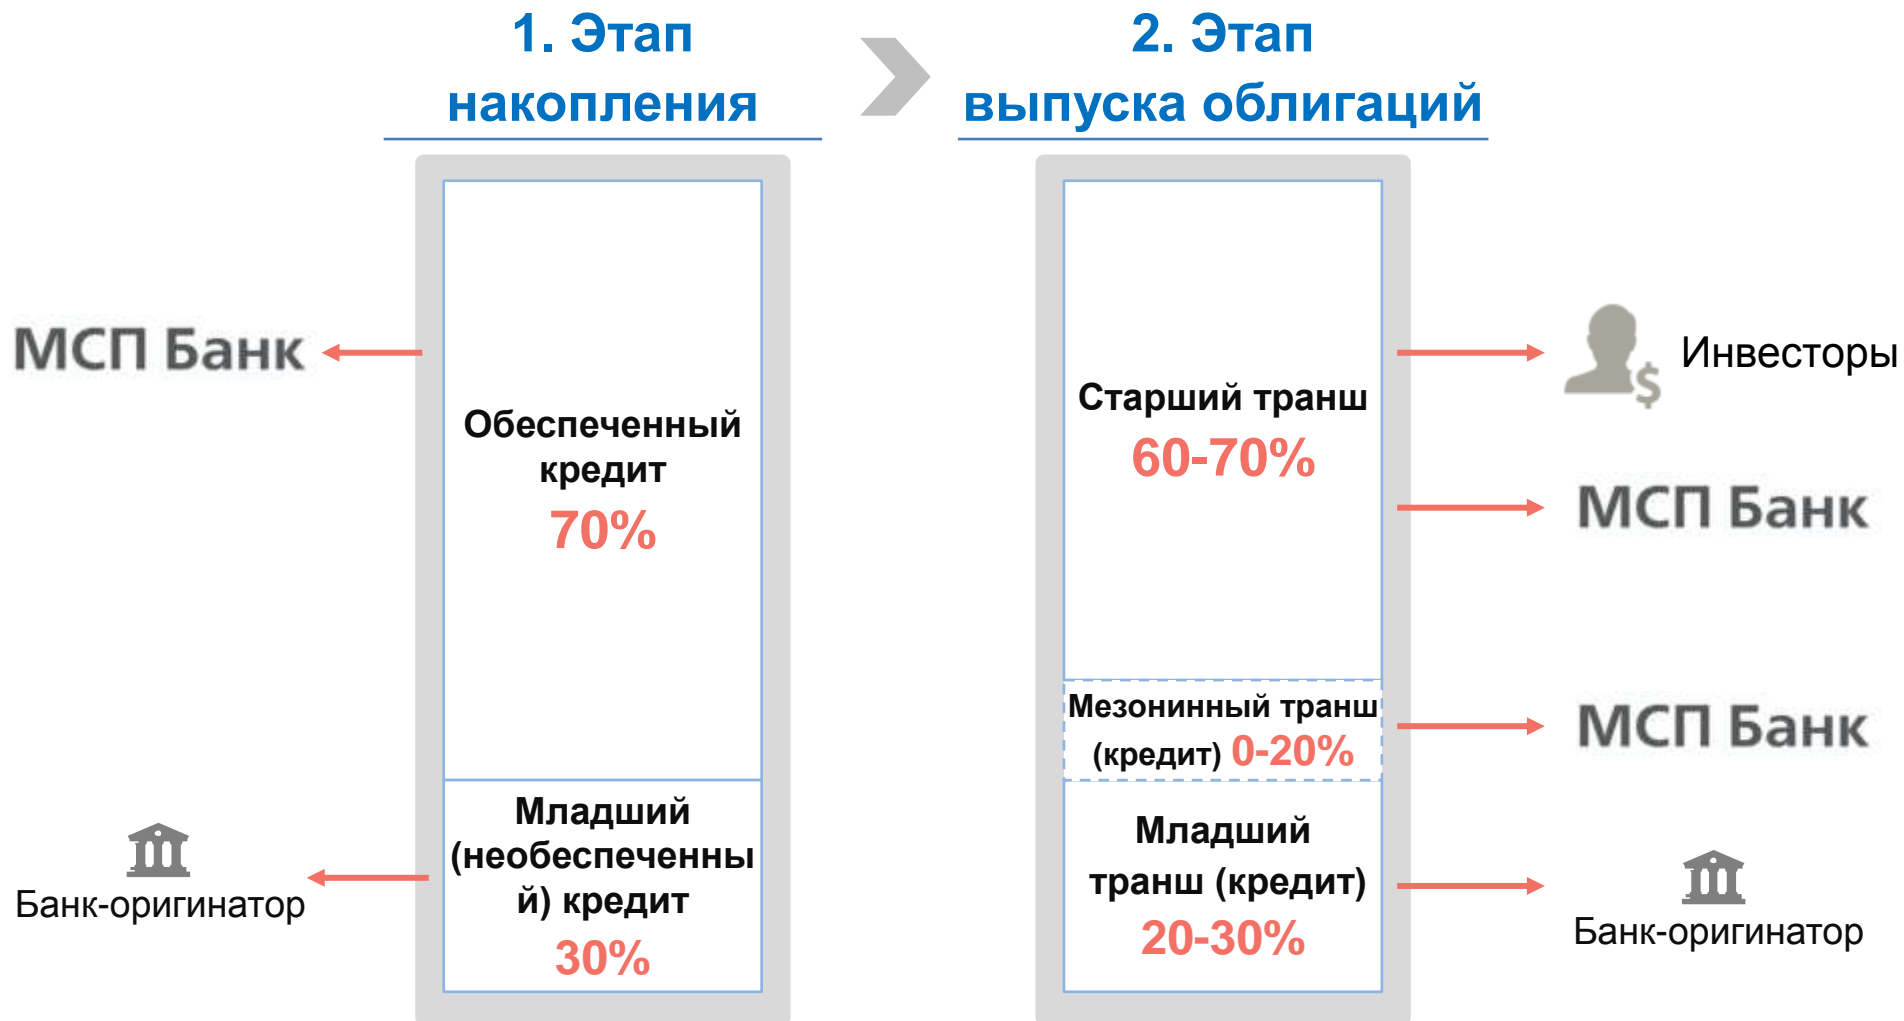 1. Этап
накопления
2. Этап
выпуска облигаций
МСП Банк
Обеспеченный
кредит
70%
Банк-оригинатор
Младший
(необеспеченны
й) кредит
30%
Старший транш
60-70%
Инвесторы
$
МСП Банк
Мезонинный транш
(кредит) 0-20%
МСП Банк
Младший
транш (кредит)
20-30%
Банк-оригинатор